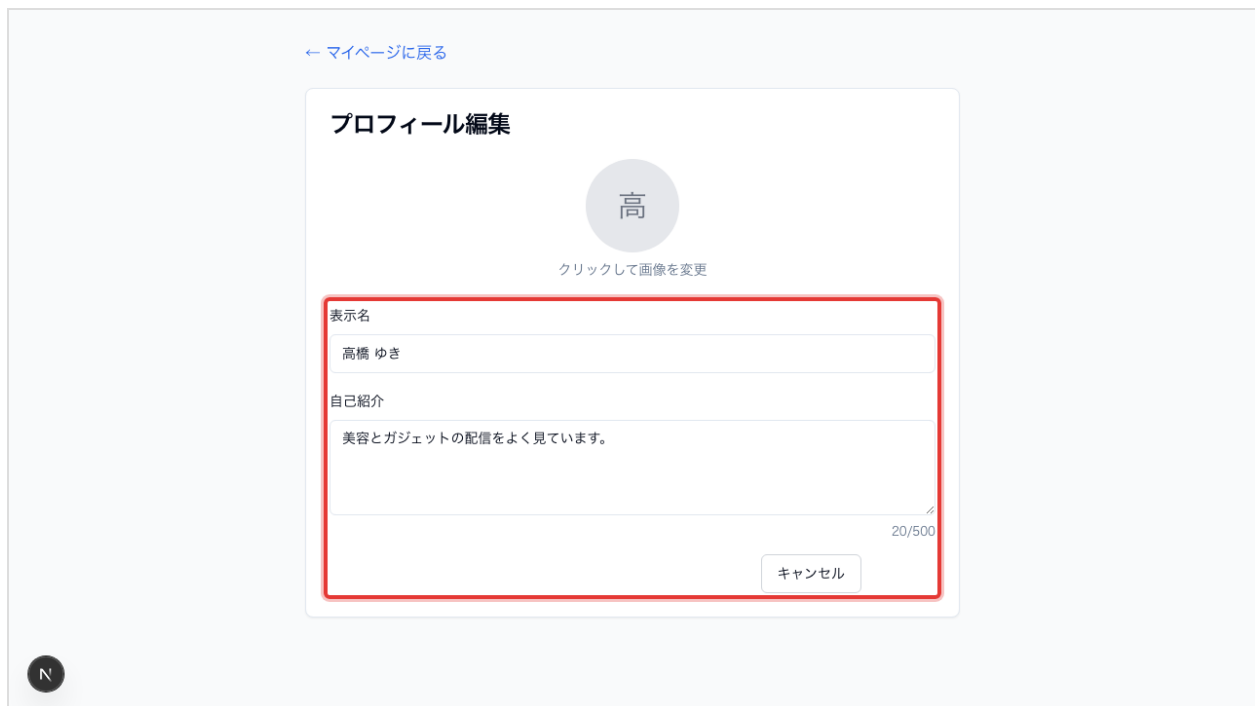 ← マイページに戻る
プロフィール編集
高
クリックして画像を変更
表示名
高橋 ゆき
自己紹介
美容とガジェットの配信をよく見ています。
20/500
キャンセル
N